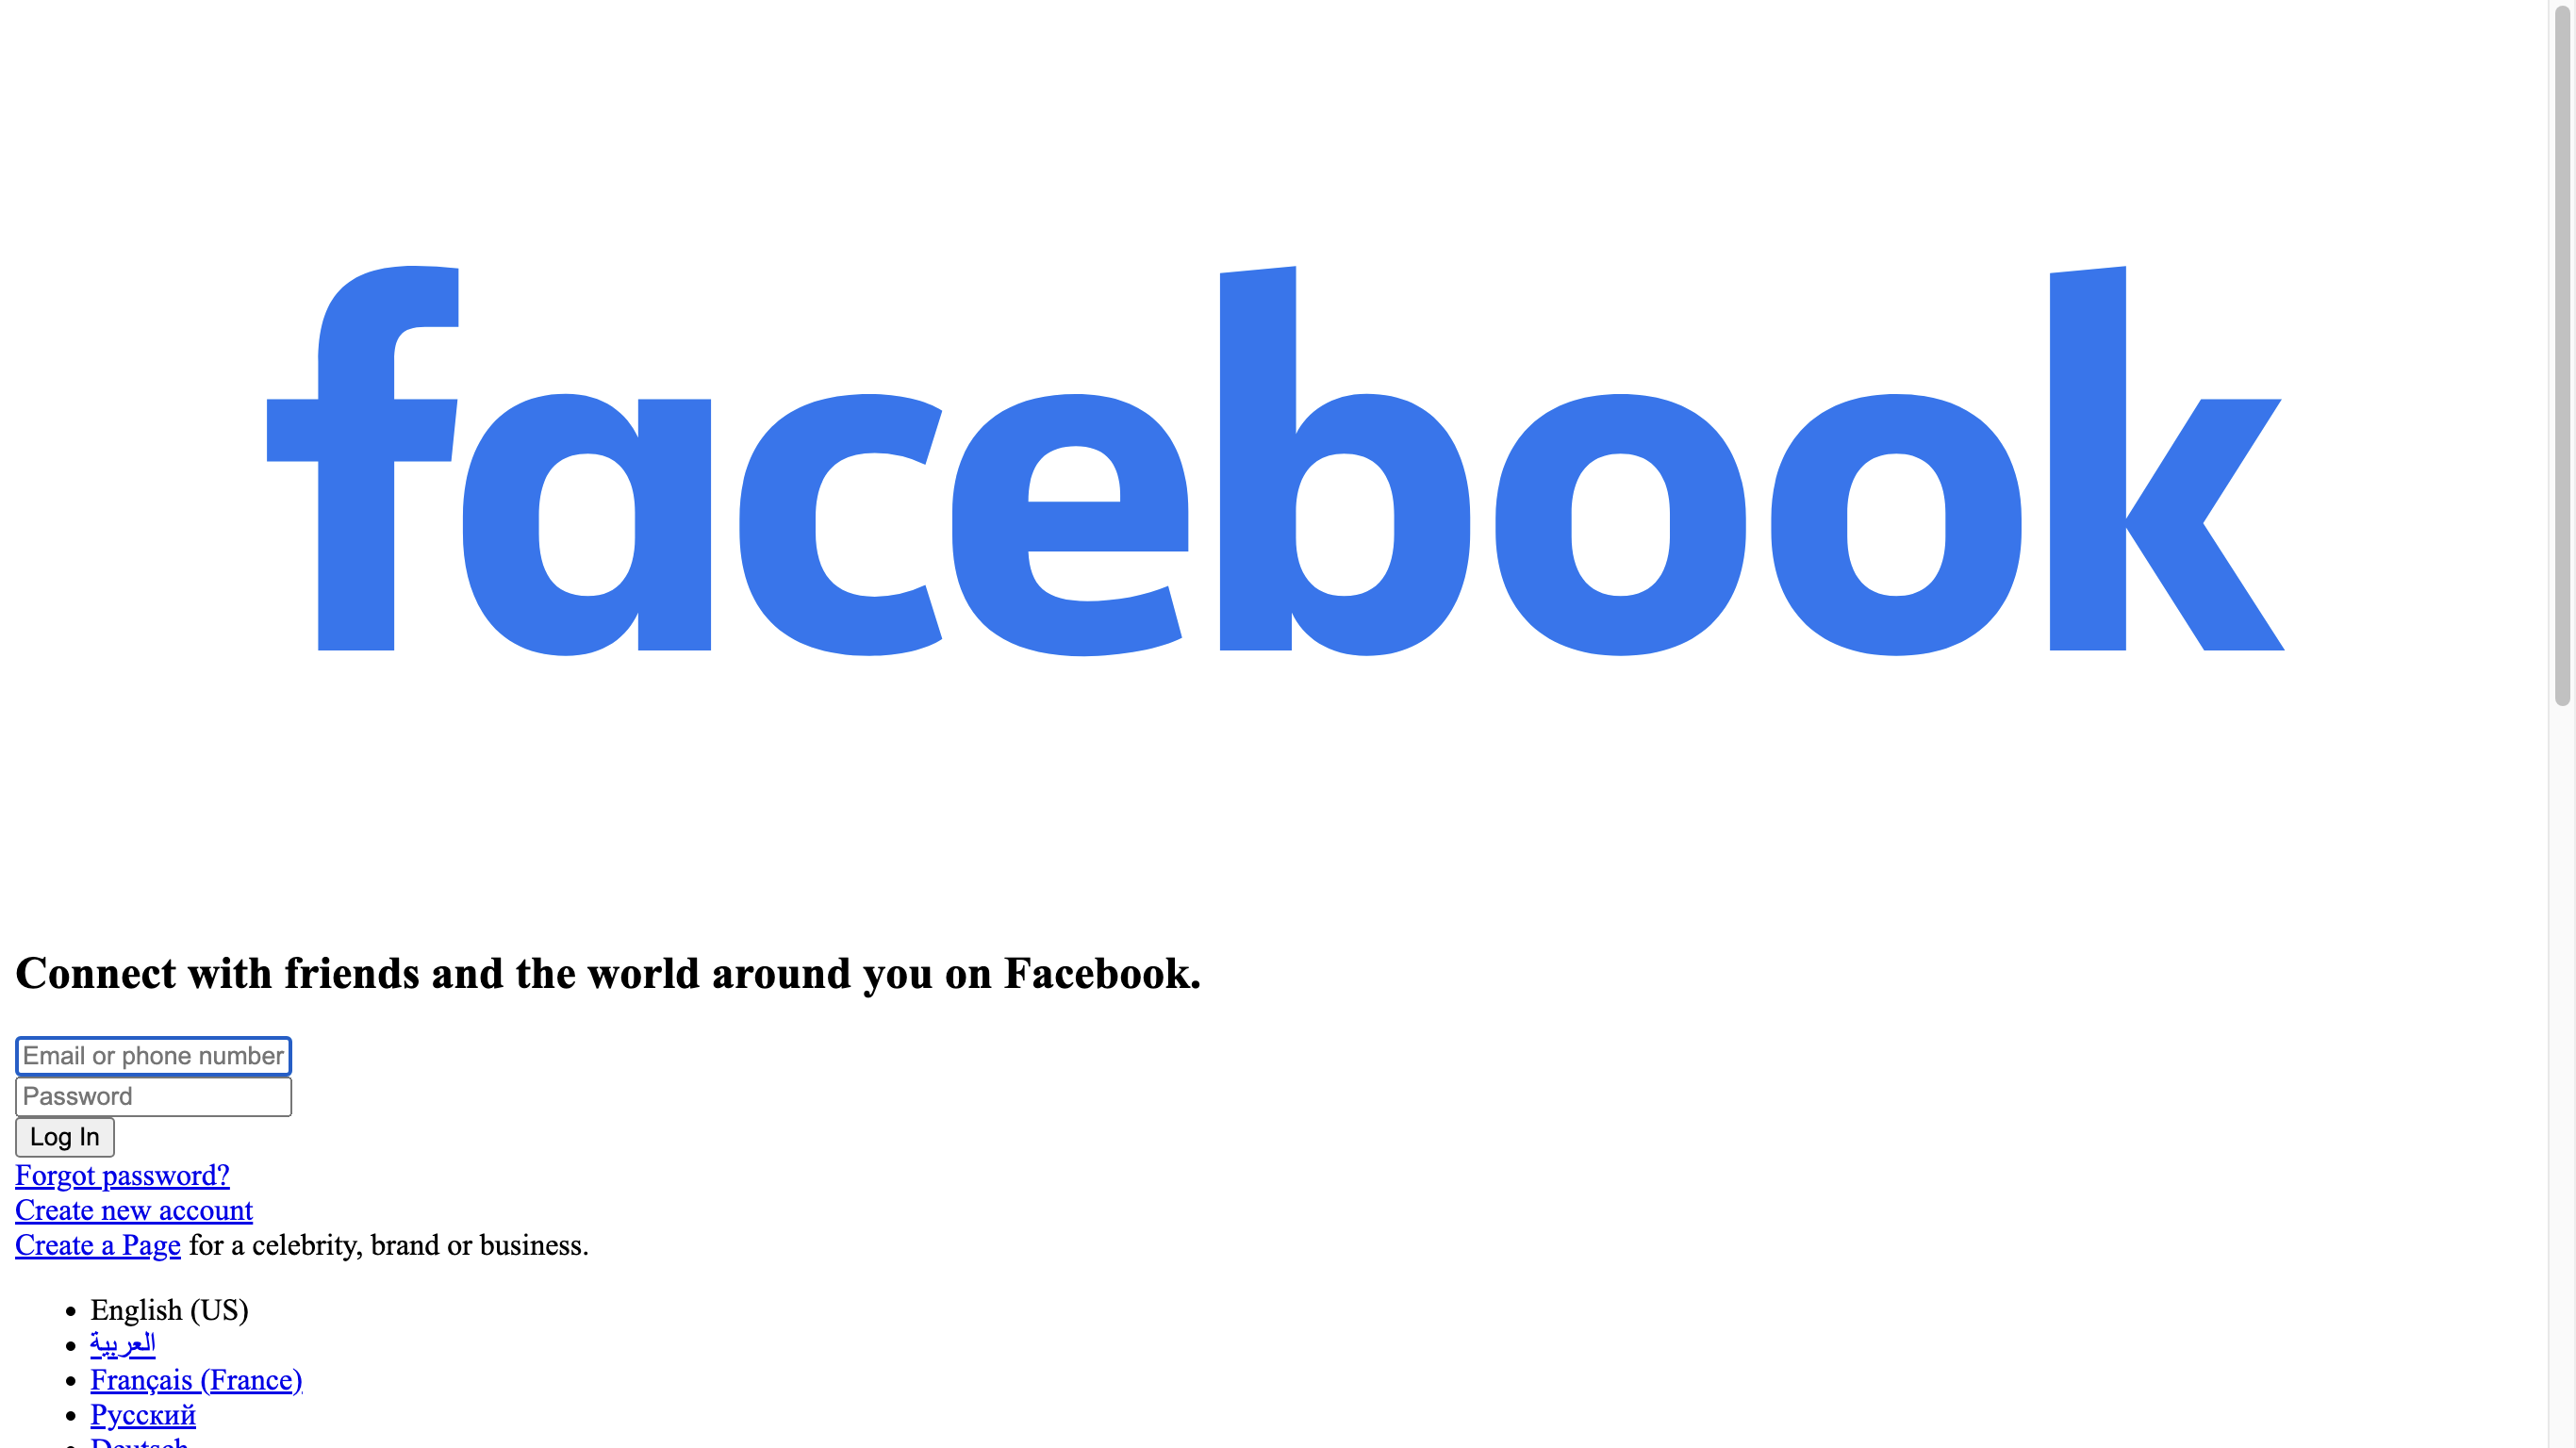 facebook
Connect with friends and the world around you on Facebook.
Email or phone number
Password
Log In
Forgot password?
Create new account
Create a Page for a celebrity, brand or business.
English (US)
العربية
Français (France)
Русский
Deutsch